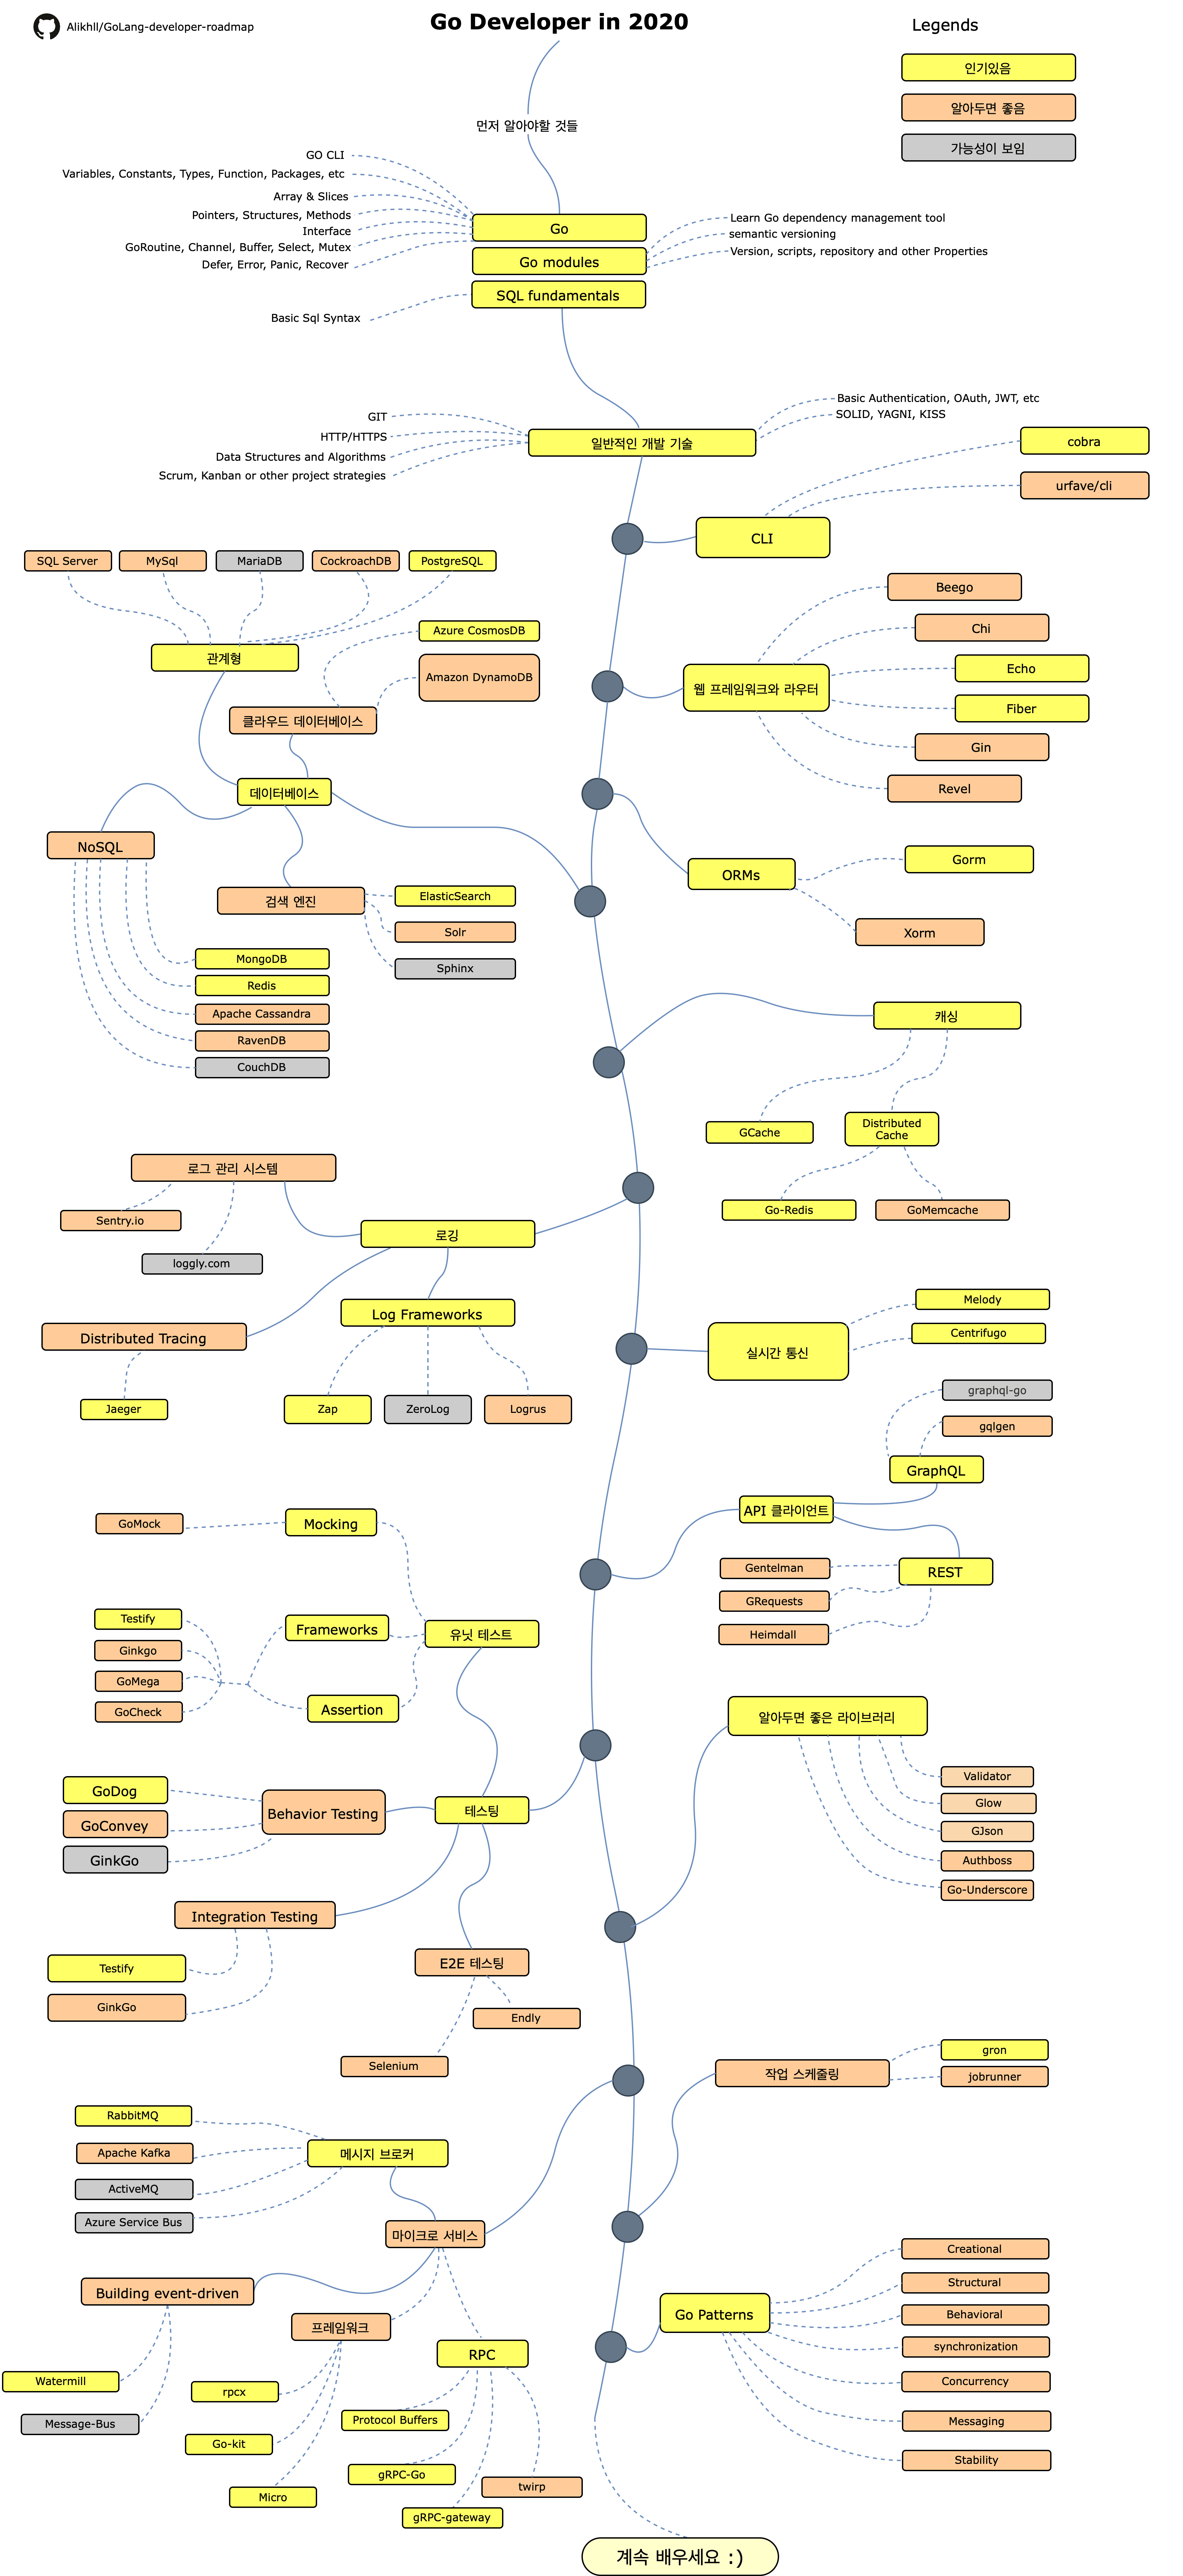 Alikhll/GoLang-developer-roadmap
Go Developer in 2020
Legends
인기있음
알아두면 좋음
가능성이 보임
먼저 알아야할 것들
GO CLI
Variables, Constants, Types, Function, Packages, etc
Array & Slices
Pointers, Structures, Methods
Interface
GoRoutine, Channel, Buffer, Select, Mutex
Defer, Error, Panic, Recover
Go
Go modules
SQL fundamentals
Learn Go dependency management tool
semantic versioning
Version, scripts, repository and other Properties
Basic Sql Syntax
GIT
HTTP/HTTPS
Data Structures and Algorithms
Scrum, Kanban or other project strategies
일반적인 개발 기술
Basic Authentication, OAuth, JWT, etc
SOLID, YAGNI, KISS
cobra
urfave/cli
CLI
SQL Server
MySql
MariaDB
CockroachDB
PostgreSQL
관계형
Azure CosmosDB
Amazon DynamoDB
클라우드 데이터베이스
데이터베이스
Beego
Chi
Echo
Fiber
Gin
Revel
웹 프레임워크와 라우터
NoSQL
검색 엔진
ElasticSearch
Solr
Sphinx
MongoDB
Redis
Apache Cassandra
RavenDB
CouchDB
ORMs
Gorm
Xorm
캐싱
GCache
Distributed
Cache
Go-Redis
GoMemcache
로그 관리 시스템
Sentry.io
loggly.com
로깅
Log Frameworks
Distributed Tracing
Jaeger
Zap
ZeroLog
Logrus
실시간 통신
Melody
Centrifugo
graphql-go
gqlgen
GraphQL
API 클라이언트
REST
Gentelman
GRequests
Heimdall
GoMock
Mocking
Testify
Ginkgo
GoMega
GoCheck
Frameworks
Assertion
유닛 테스트
알아두면 좋은 라이브러리
Validator
Glow
GJson
Authboss
Go-Underscore
GoDog
GoConvey
GinkGo
Behavior Testing
테스팅
Integration Testing
Testify
GinkGo
E2E 테스팅
Endly
Selenium
작업 스케줄링
gron
jobrunner
RabbitMQ
Apache Kafka
ActiveMQ
Azure Service Bus
메시지 브로커
마이크로 서비스
Building event-driven
Watermill
Message-Bus
프레임워크
rpcx
Go-kit
Micro
RPC
Protocol Buffers
gRPC-Go
twirp
gRPC-gateway
Go Patterns
Creational
Structural
Behavioral
synchronization
Concurrency
Messaging
Stability
계속 배우세요 :)